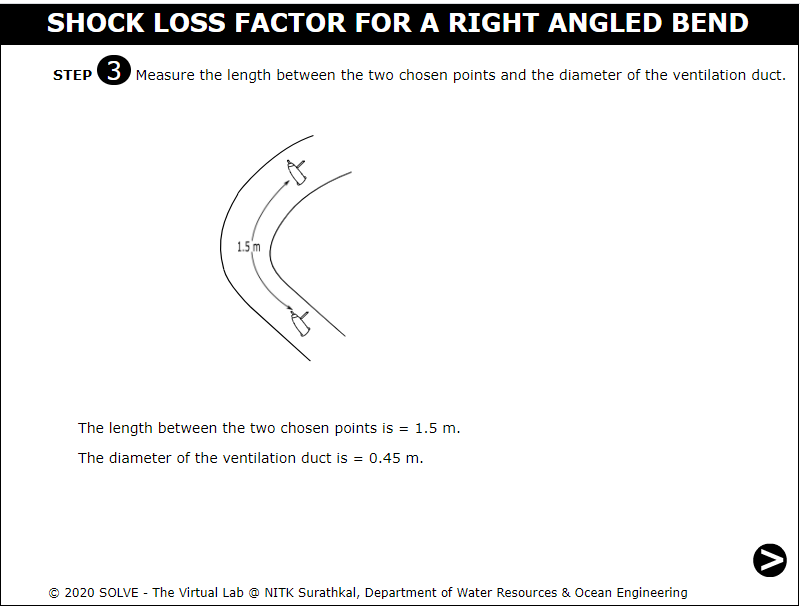 SHOCK LOSS FACTOR FOR A RIGHT ANGLED BEND
STEP 3 Measure the length between the two chosen points and the diameter of the ventilation duct.
1.5 m
The length between the two chosen points is = 1.5 m.
The diameter of the ventilation duct is = 0.45 m.
© 2020 SOLVE - The Virtual Lab @ NITK Surathkal, Department of Water Resources & Ocean Engineering